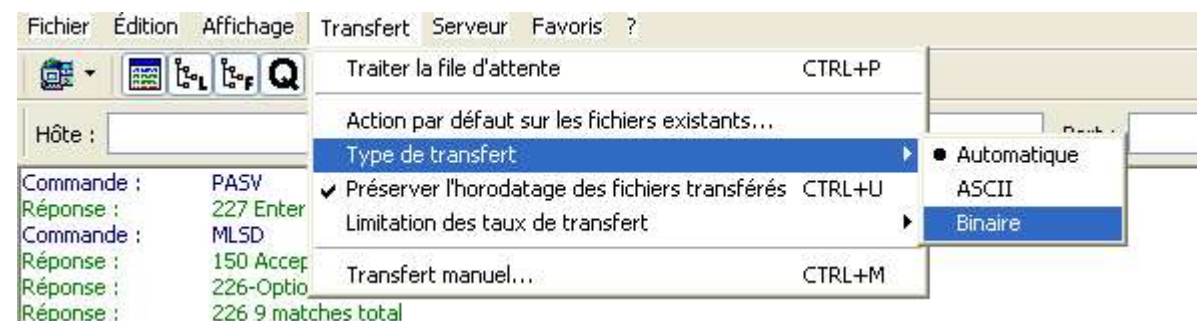 Fichier Édition Affichage Transfert Serveur Favoris ?
Traiter la file d'attente CTRL+P
L F Q
Action par défaut sur les fichiers existants...
Hôte :
Type de transfert
Automatique
Commande : PASV
Préserver l'horodatage des fichiers transférés CTRL+U
ASCII
Réponse : 227 Enter
Limitation des taux de transfert
Binaire
Commande : MLSD
Réponse : 150 Accep
Transfert manuel... CTRL+M
Réponse : 226-Optio
Réponse : 226 9 matches total